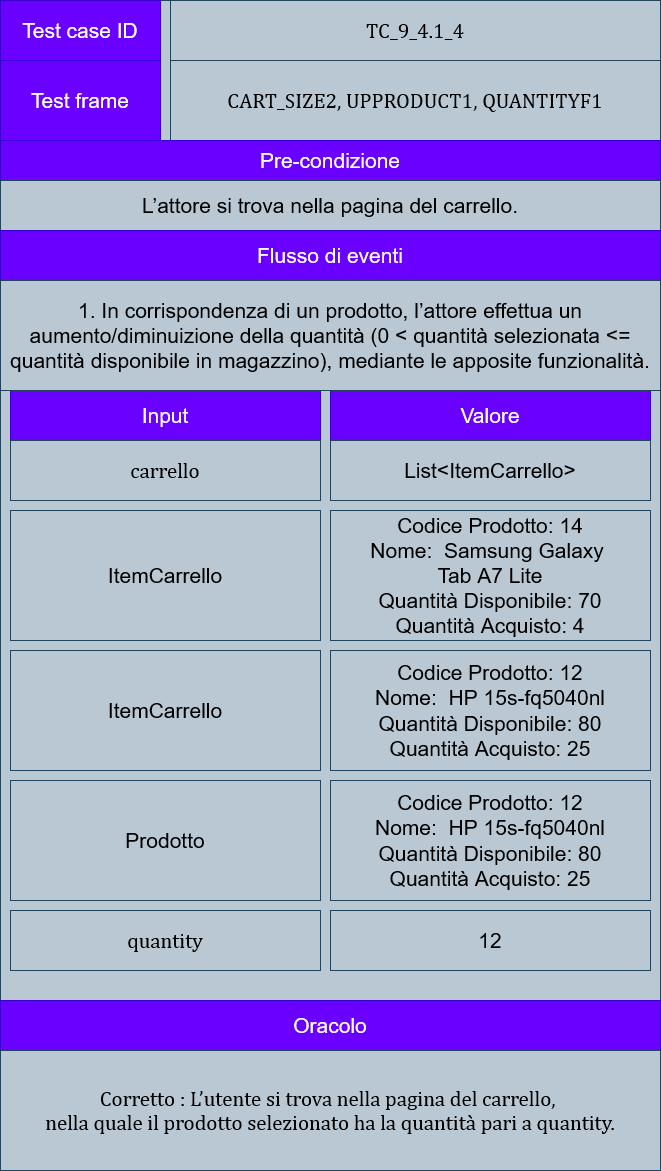 Test case ID
TC_9_4.1_4
Test frame
CART_SIZE2, UPPRODUCT1, QUANTITYF1
Pre-condizione
L'attore si trova nella pagina del carrello.
Flusso di eventi
1. In corrispondenza di un prodotto, l'attore effettua un
aumento/diminuizione della quantità (0 < quantità selezionata <=
quantità disponibile in magazzino), mediante le apposite funzionalità.
Input
Valore
carrello
List<ItemCarrello>
ItemCarrello
Codice Prodotto: 14
Nome: Samsung Galaxy
Tab A7 Lite
Quantità Disponibile: 70
Quantità Acquisto: 4
ItemCarrello
Codice Prodotto: 12
Nome: HP 15s-fq5040nl
Quantità Disponibile: 80
Quantità Acquisto: 25
Prodotto
Codice Prodotto: 12
Nome: HP 15s-fq5040nl
Quantità Disponibile: 80
Quantità Acquisto: 25
quantity
12
Oracolo
Corretto : L'utente si trova nella pagina del carrello,
nella quale il prodotto selezionato ha la quantità pari a quantity.